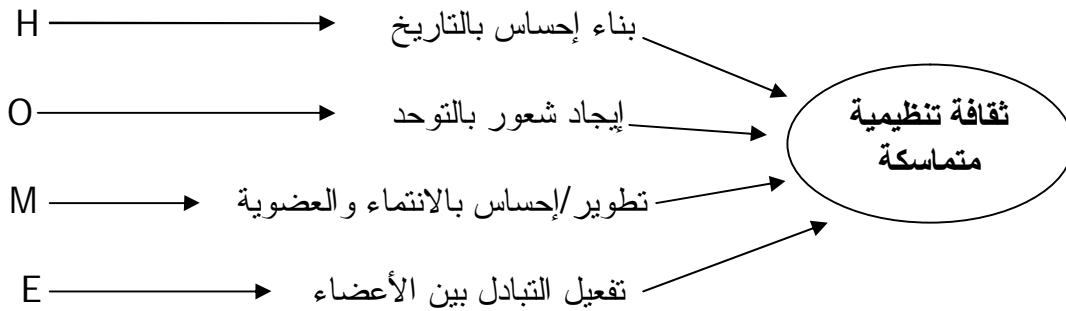 H
بناء إحساس بالتاريخ
O
إيجاد شعور بالتوحد
ثقافة تنظيمية
متماسكة
M
تطوير/إحساس بالانتماء والعضوية
E
تفعيل التبادل بين الأعضاء